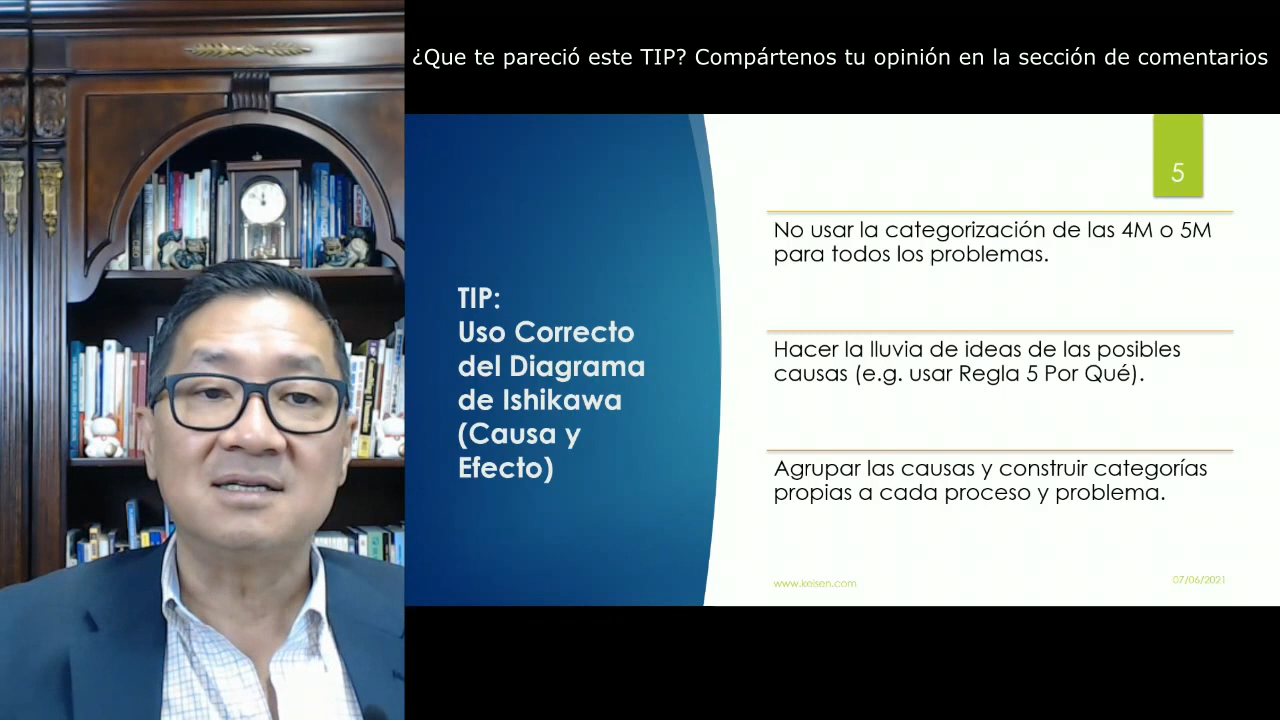 ¿Que te pareció este TIP? Compártenos tu opinión en la sección de comentarios
5
TIP:
Uso Correcto
del Diagrama
de Ishikawa
(Causa y
Efecto)
No usar la categorización de las 4M o 5M
para todos los problemas.
Hacer la lluvia de ideas de las posibles
causas (e.g. usar Regla 5 Por Qué).
Agrupar las causas y construir categorías
propias a cada proceso y problema.
www.keisen.com
07/06/2021